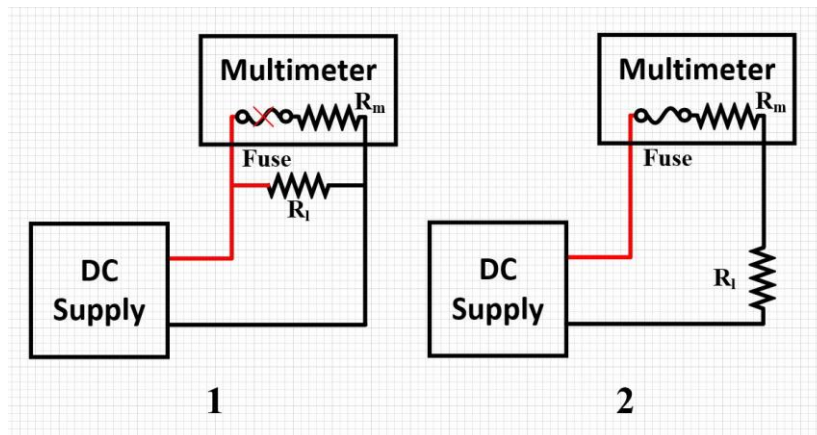 Multimeter
Rm
Fuse
Rl
DC
Supply
1
Multimeter
Rm
Fuse
Rl
DC
Supply
2